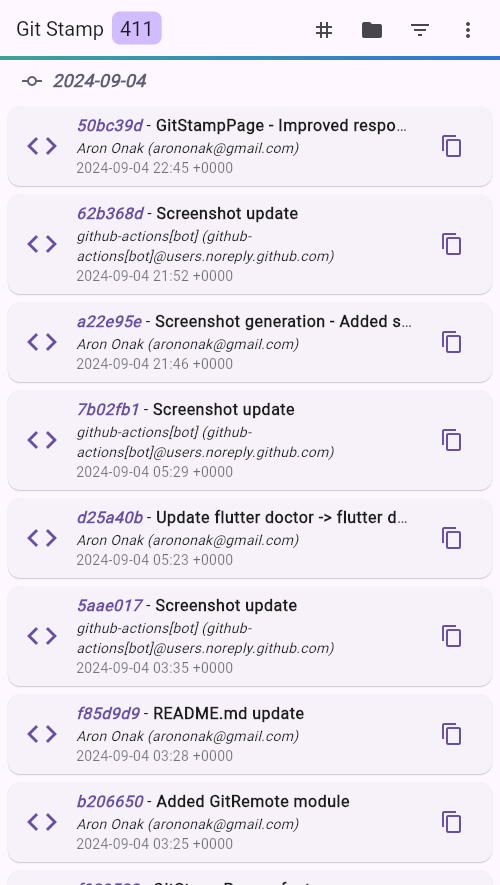 Git Stamp 411
2024-09-04
50bc39d - GitStampPage - Improved respo…
Aron Onak (arononak@gmail.com)
2024-09-04 22:45 +0000
62b368d - Screenshot update
github-actions[bot] (github-
actions[bot]@users.noreply.github.com)
2024-09-04 21:52 +0000
a22e95e - Screenshot generation - Added s…
Aron Onak (arononak@gmail.com)
2024-09-04 21:46 +0000
7b02fb1 - Screenshot update
github-actions[bot] (github-
actions[bot]@users.noreply.github.com)
2024-09-04 05:29 +0000
d25a40b - Update flutter doctor -> flutter d…
Aron Onak (arononak@gmail.com)
2024-09-04 05:23 +0000
5aae017 - Screenshot update
github-actions[bot] (github-
actions[bot]@users.noreply.github.com)
2024-09-04 03:35 +0000
f85d9d9 - README.md update
Aron Onak (arononak@gmail.com)
2024-09-04 03:28 +0000
b206650 - Added GitRemote module
Aron Onak (arononak@gmail.com)
2024-09-04 03:25 +0000